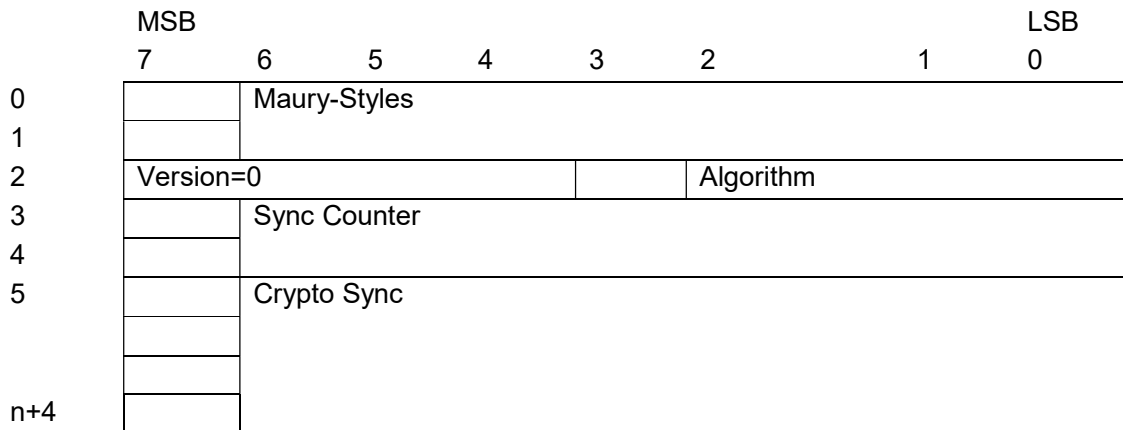 MSB LSB
7 6 5 4 3 2 1 0
0 Maury-Styles
1
2 Version=0 Algorithm
3 Sync Counter
4
5 Crypto Sync
n+4